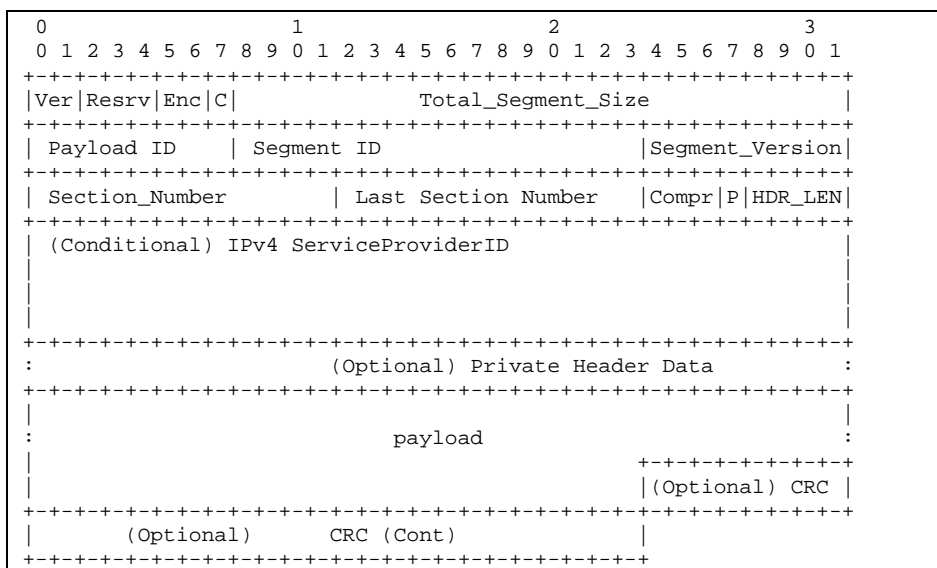 0                   1                   2                   3
 0 1 2 3 4 5 6 7 8 9 0 1 2 3 4 5 6 7 8 9 0 1 2 3 4 5 6 7 8 9 0 1
+-+-+-+-+-+-+-+-+-+-+-+-+-+-+-+-+-+-+-+-+-+-+-+-+-+-+-+-+-+-+-+-+
|Ver|Resrv|Enc|C|              Total_Segment_Size               |
+-+-+-+-+-+-+-+-+-+-+-+-+-+-+-+-+-+-+-+-+-+-+-+-+-+-+-+-+-+-+-+-+
| Payload ID    | Segment ID                    |Segment_Version|
+-+-+-+-+-+-+-+-+-+-+-+-+-+-+-+-+-+-+-+-+-+-+-+-+-+-+-+-+-+-+-+-+
| Section_Number        | Last Section Number   |Compr|P|HDR_LEN|
+-+-+-+-+-+-+-+-+-+-+-+-+-+-+-+-+-+-+-+-+-+-+-+-+-+-+-+-+-+-+-+-+
| (Conditional) IPv4 ServiceProviderID                          |
|                                                               |
|                                                               |
|                                                               |
+-+-+-+-+-+-+-+-+-+-+-+-+-+-+-+-+-+-+-+-+-+-+-+-+-+-+-+-+-+-+-+-+
:                       (Optional) Private Header Data          :
+-+-+-+-+-+-+-+-+-+-+-+-+-+-+-+-+-+-+-+-+-+-+-+-+-+-+-+-+-+-+-+-+
|                                                               |
:                            payload                            :
|                                               +-+-+-+-+-+-+-+-+
|                                               |(Optional) CRC |
+-+-+-+-+-+-+-+-+-+-+-+-+-+-+-+-+-+-+-+-+-+-+-+-+-+-+-+-+-+-+-+-+
|       (Optional)      CRC (Cont)              |
+-+-+-+-+-+-+-+-+-+-+-+-+-+-+-+-+-+-+-+-+-+-+-+-+